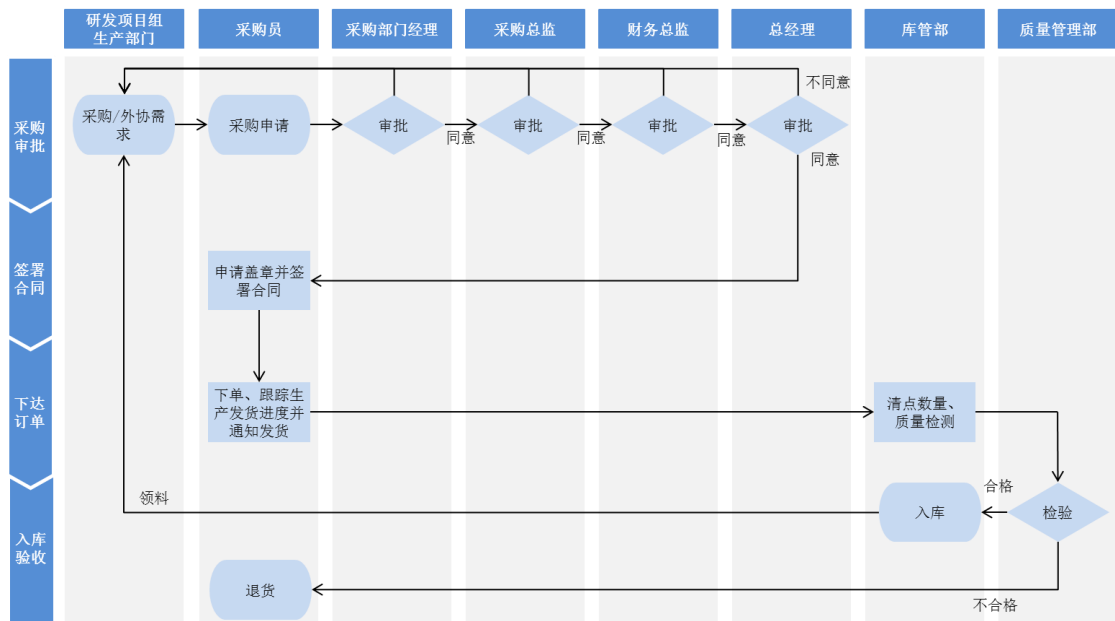 研发项目组
生产部门
采购员
采购部门经理
采购总监
财务总监
总经理
库管部
质量管理部
采购
审批
不同意
采购/外协需
求
采购申请
审批
同意
审批
同意
审批
同意
审批
同意
签署
合同
申请盖章并签
署合同
下达
订单
下单、跟踪生
产发货进度并
通知发货
清点数量、
质量检测
入库
验收
领料
入库
合格
检验
退货
不合格